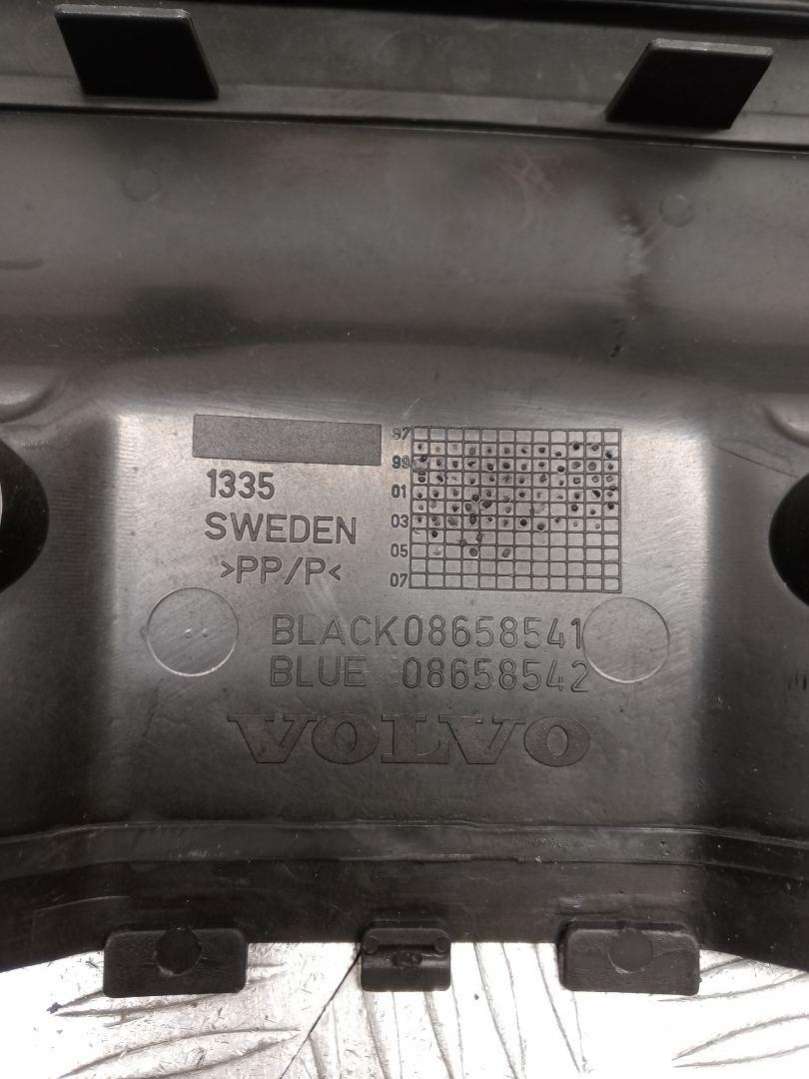 1335
SWEDEN
>PP/P<
97
99
01
03
05
07
BLACK08658541
BLUE 08658542
VOLVO